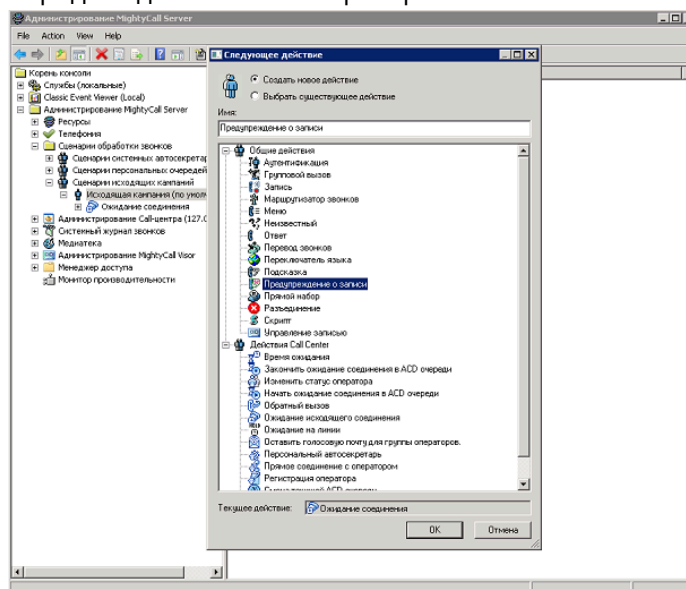 Администрирование MightyCall Server
File Action View Help
Корень консоли
Службы (локальные)
Classic Event Viewer (Local)
Администрирование MightyCall Server
Ресурсы
Телефония
Сценарии обработки звонков
Сценарии системных автосекретар
Сценарии персональных очередей
Сценарии исходящих кампаний
Исходящая кампания (по умолч
Ожидание соединения
Администрирование Call-центра (127.0
Системный журнал звонков
Медиатека
Администрирование MightyCall Visor
Менеджер доступа
Монитор производительности
Следующее действие
Создать новое действие
Выбрать существующее действие
Имя:
Предупреждение о записи
Общие действия
Аутентификация
Групповой вызов
Запись
Маршрутизатор звонков
Меню
Неизвестный
Ответ
Перевод звонков
Переключатель языка
Подсказка
Предупреждение о записи
Прямой набор
Разъединение
Скрипт
Управление записью
Действия Call Center
Время ожидания
Закончить ожидание соединения в ACD очереди
Изменить статус оператора
Начать ожидание соединения в ACD очереди
Обратный вызов
Ожидание исходящего соединения
Ожидание на линии
Оставить голосовую почту для группы операторов.
Персональный автосекретарь
Прямое соединение с оператором
Регистрация оператора
Текущее действие: Ожидание соединения
OK Отмена